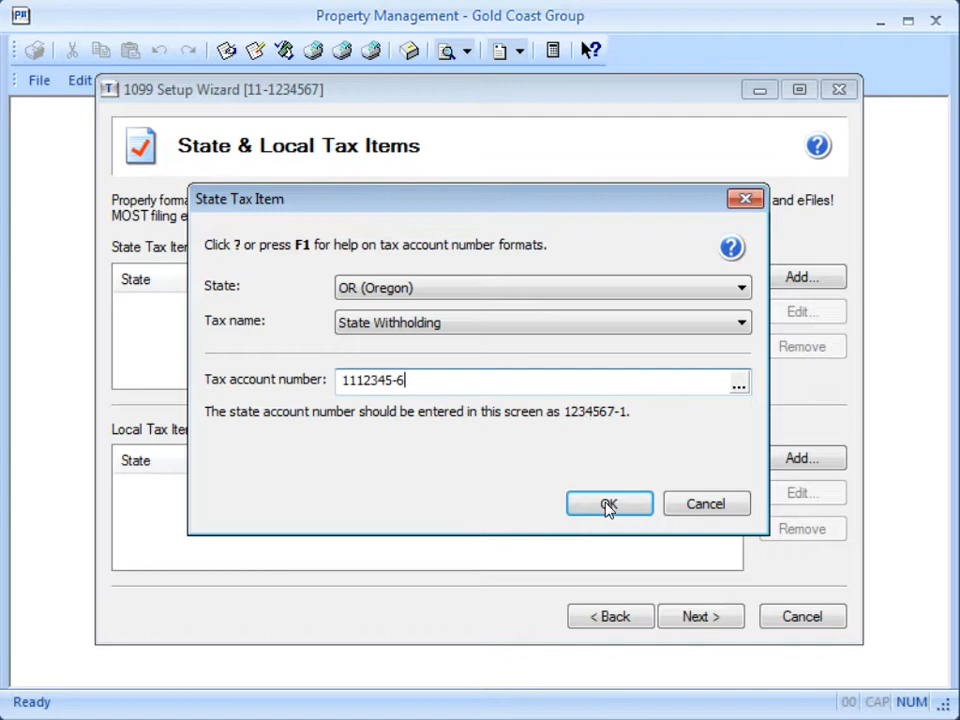 Property Management - Gold Coast Group
File Edit
1099 Setup Wizard [11-1234567]
State & Local Tax Items
Properly forma and eFiles!
MOST filing e
State Tax Iter
State
Add...
Edit...
Remove
State Tax Item
Click ? or press F1 for help on tax account number formats.
State: OR (Oregon)
Tax name: State Withholding
Tax account number: 1112345-6
...
The state account number should be entered in this screen as 1234567-1.
OK Cancel
Local Tax Iter
State
Add...
Edit...
Remove
< Back Next > Cancel
Ready 00 CAP NUM